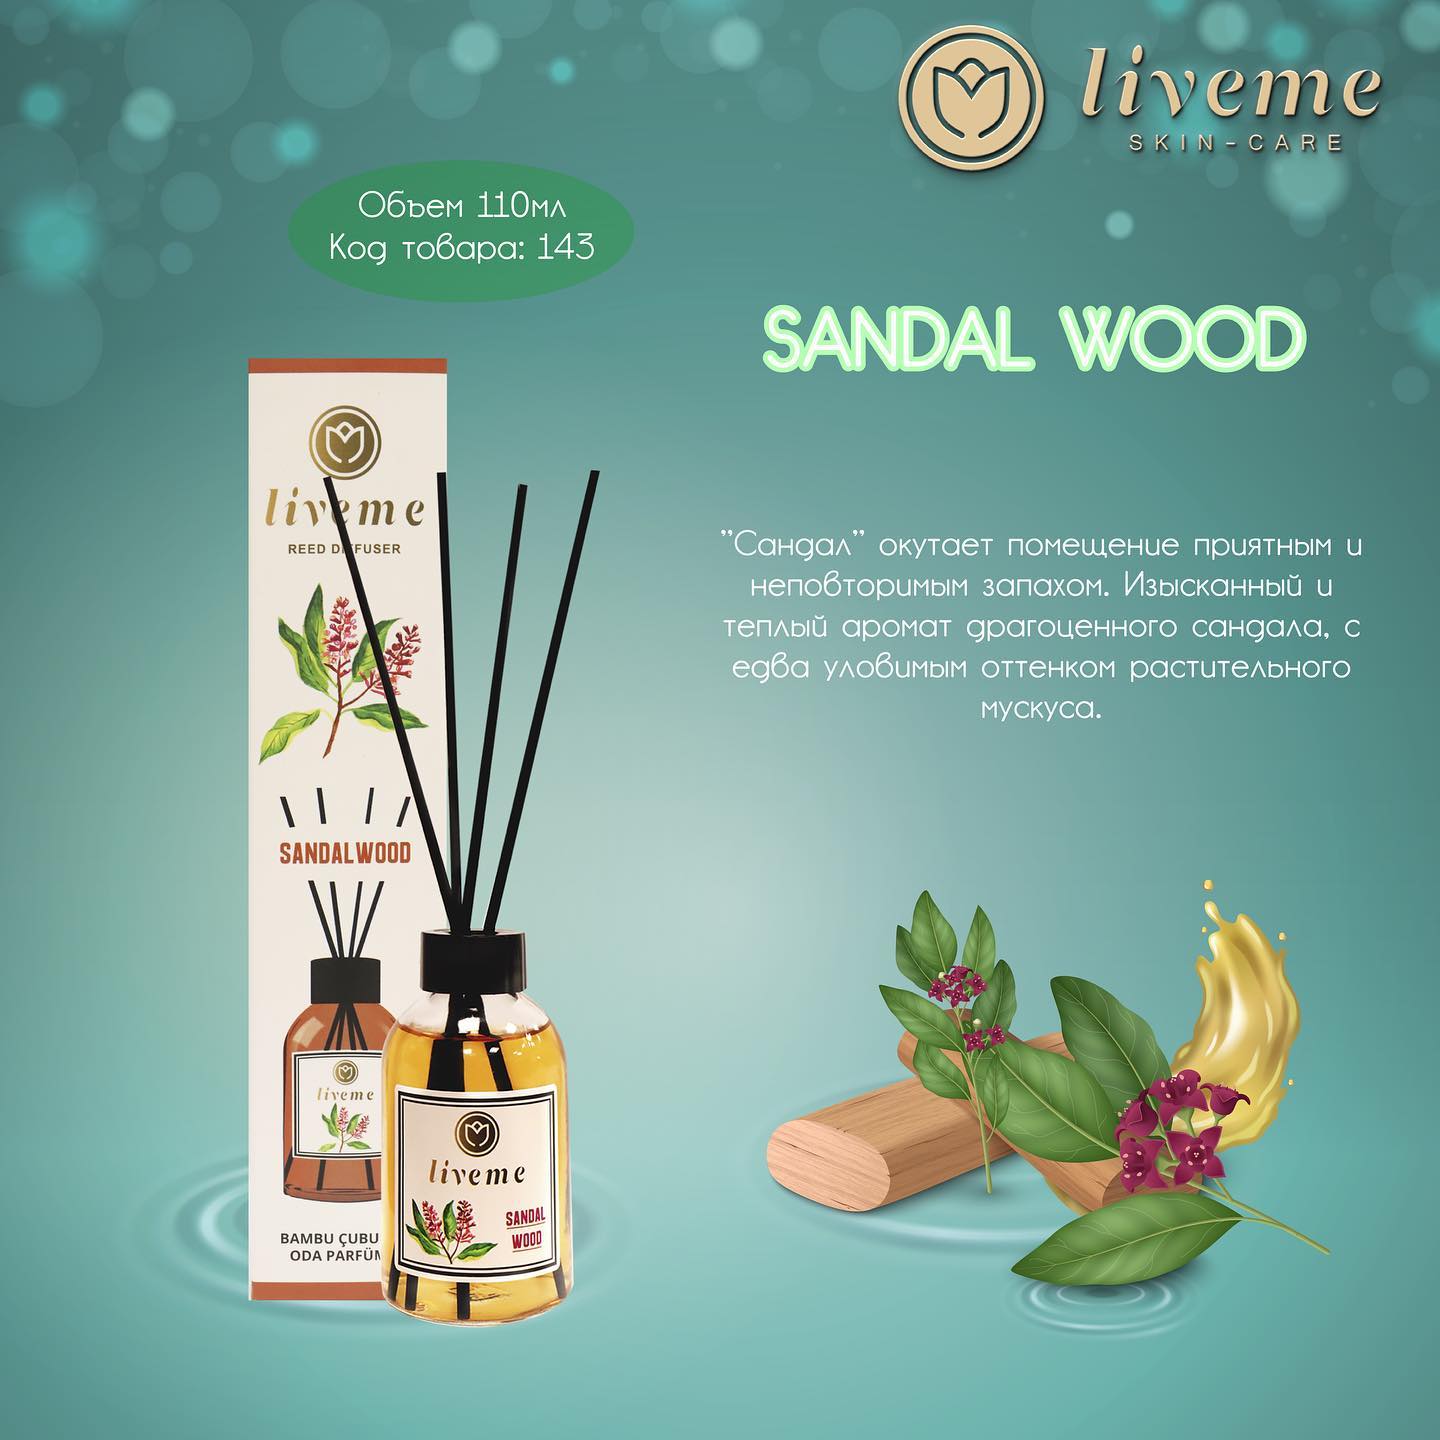 liveme
SKIN-CARE
Объем 110мл
Код товара: 143
SANDAL WOOD
"Сандал" окутает помещение приятным и
неповторимым запахом. Изысканный и
теплый аромат драгоценного сандала, с
едва уловимым оттенком растительного
мускуса.
liveme
REED DIFFUSER
SANDALWOOD
liveme
BAMBU ÇUBU
ODA PARFÜM
liveme
SANDAL
WOOD